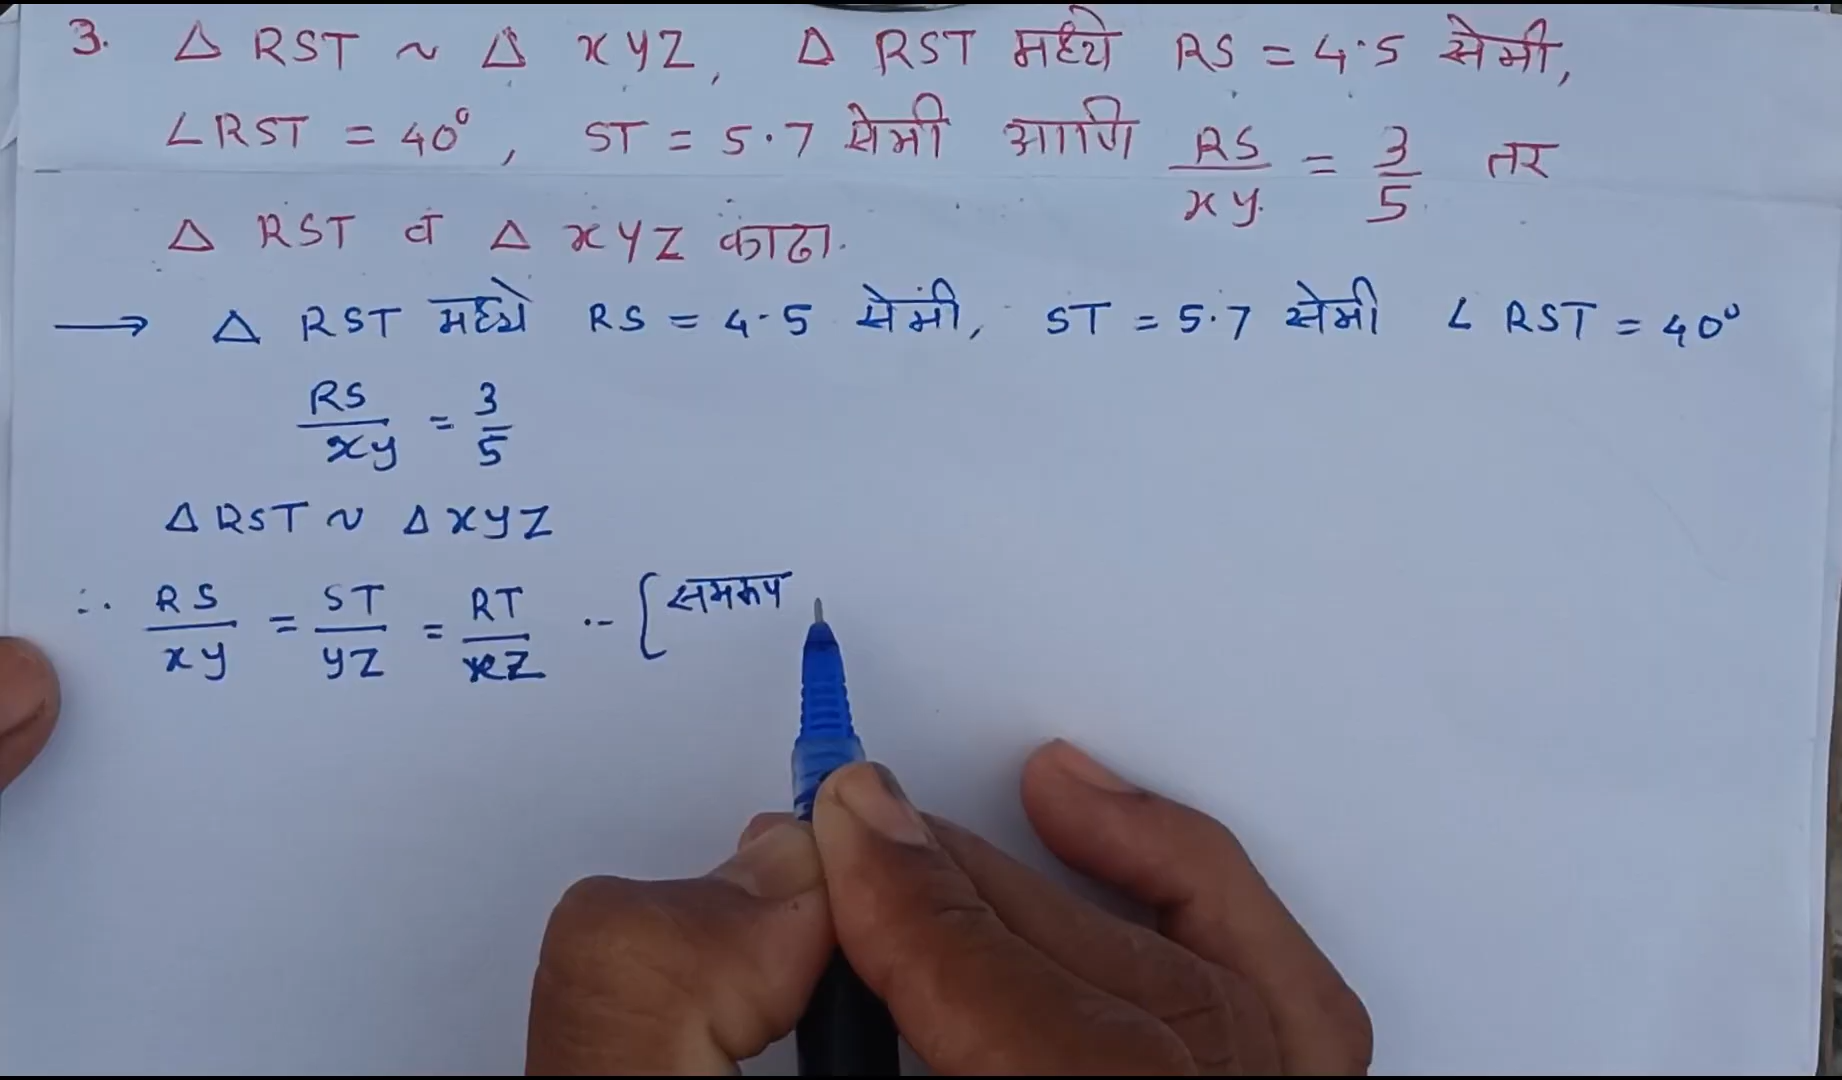 3. △ RST ~ △ xyz, △ RST मध्ये RS = 4.5 सेमी,
∠RST = 40°, ST = 5.7 सेमी आणि RS/xy = 3/5 तर
△ RST व △ xyz काढा.
→ △ RST मध्ये RS = 4.5 सेंमी, ST = 5.7 सेमी ∠ RST = 40°
RS/xy = 3/5
△RST ~ △xyz
∴ RS/xy = ST/yz = RT/xz ... [समरूप